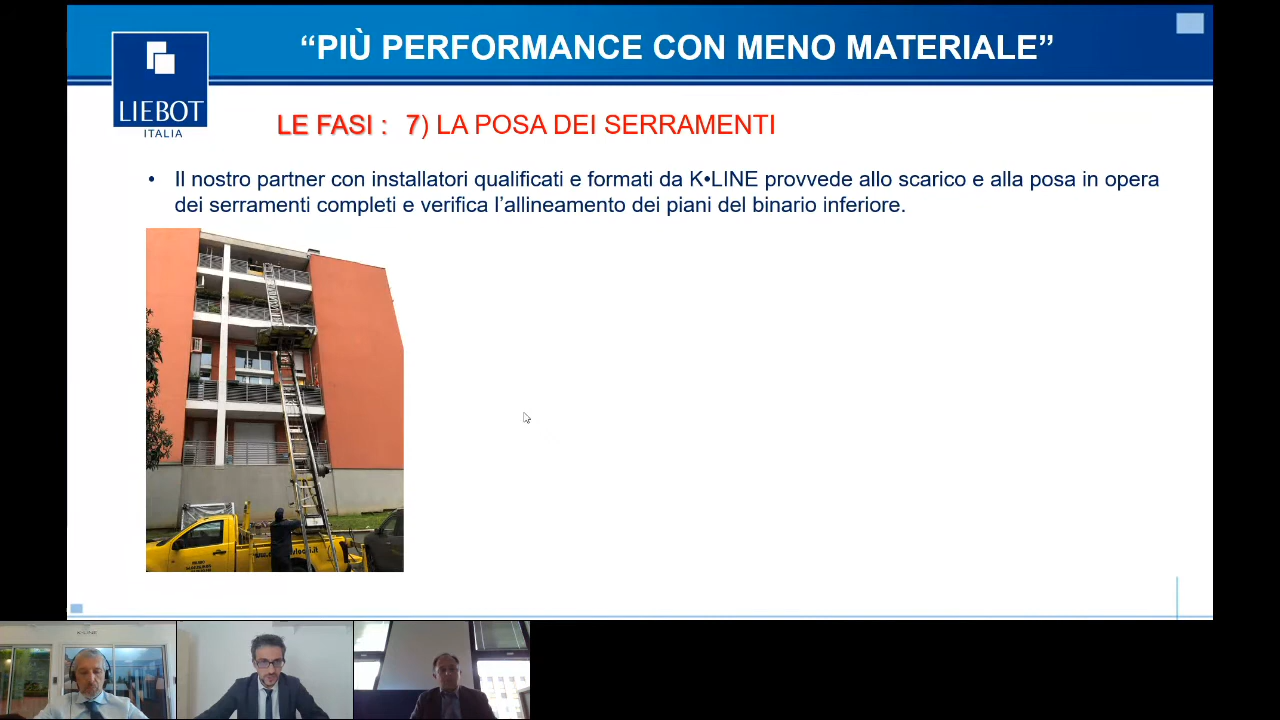 “PIÙ PERFORMANCE CON MENO MATERIALE”
LIEBOT
ITALIA
LE FASI : 7) LA POSA DEI SERRAMENTI
• Il nostro partner con installatori qualificati e formati da K•LINE provvede allo scarico e alla posa in opera
dei serramenti completi e verifica l’allineamento dei piani del binario inferiore.
K•LINE